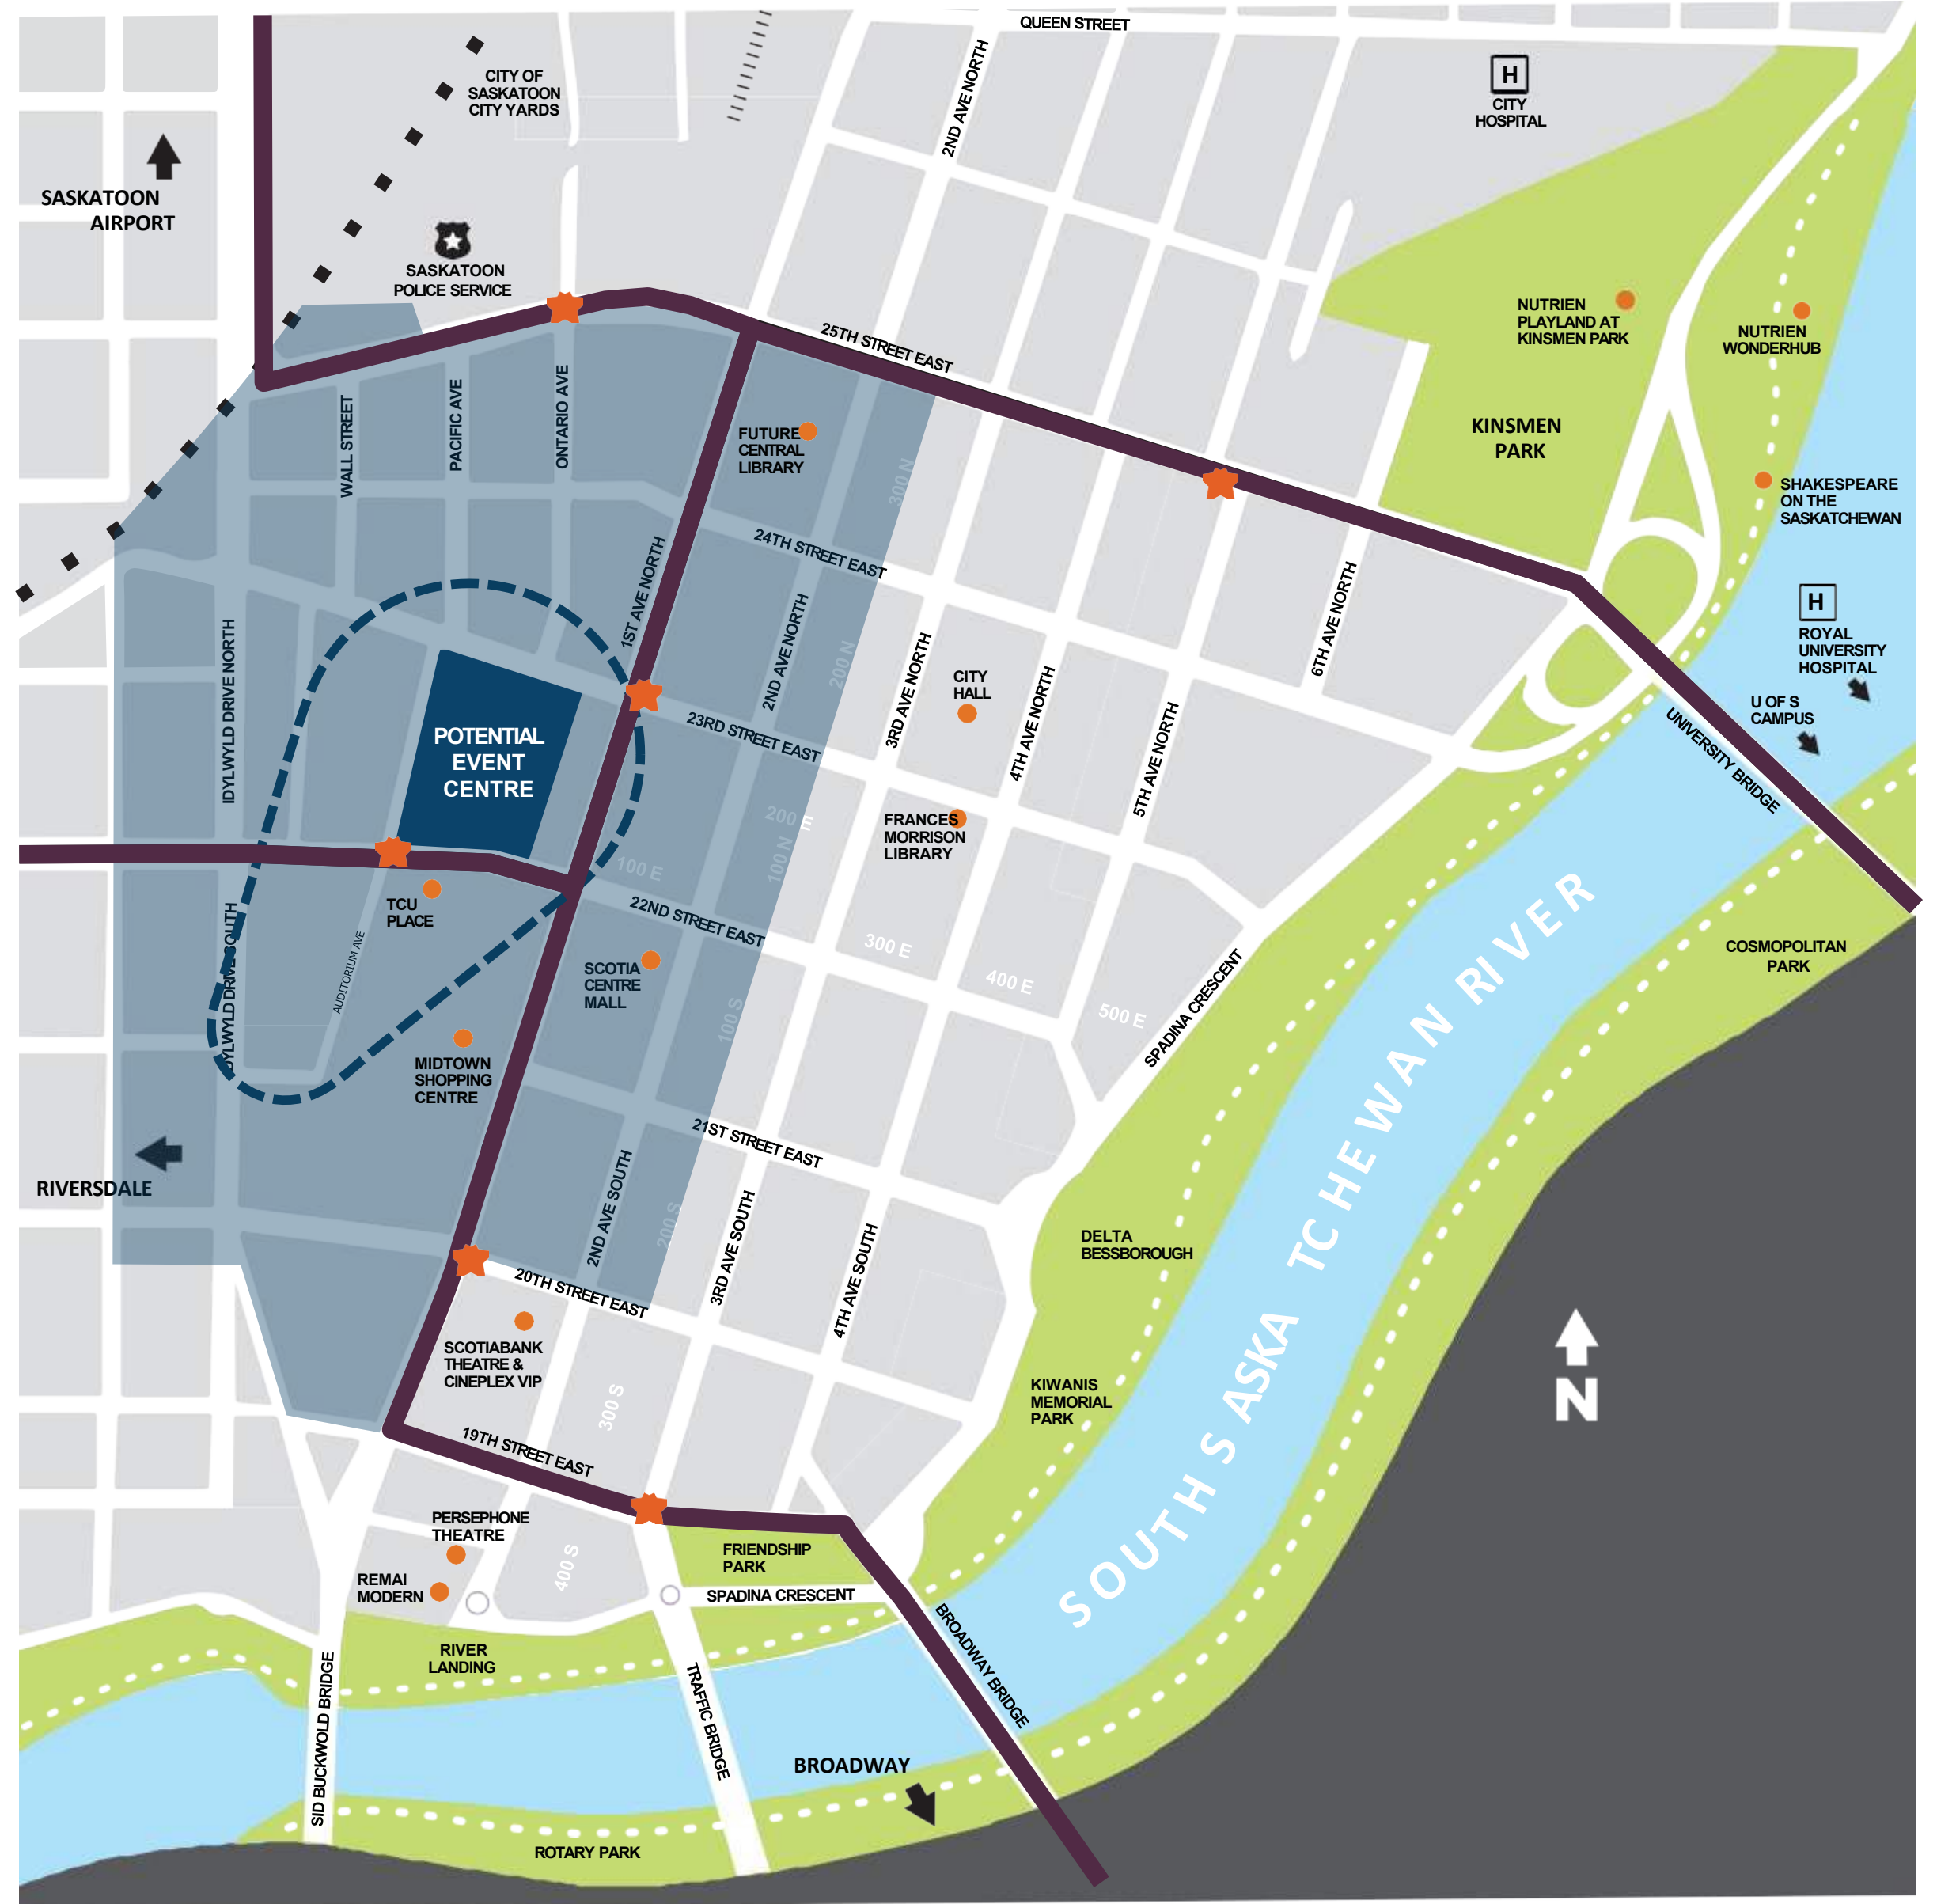 QUEEN STREET
2ND AVE NORTH
H
CITY
HOSPITAL
CITY OF
SASKATOON
CITY YARDS
SASKATOON
AIRPORT
SASKATOON
POLICE SERVICE
25TH STREET EAST
NUTRIEN
PLAYLAND AT
KINSMEN PARK
NUTRIEN
WONDERHUB
KINSMEN
PARK
SHAKESPEARE
ON THE
SASKATCHEWAN
WALL STREET
PACIFIC AVE
ONTARIO AVE
FUTURE
CENTRAL
LIBRARY
300 N
24TH STREET EAST
1ST AVE NORTH
2ND AVE NORTH
200 N
3RD AVE NORTH
CITY
HALL
4TH AVE NORTH
5TH AVE NORTH
6TH AVE NORTH
H
ROYAL
UNIVERSITY
HOSPITAL
U OF S
CAMPUS
UNIVERSITY BRIDGE
IDYLWYLD DRIVE NORTH
POTENTIAL
EVENT
CENTRE
23RD STREET EAST
200 E
100 N
100 E
FRANCES
MORRISON
LIBRARY
TCU
PLACE
22ND STREET EAST
300 E
400 E
500 E
SPADINA CRESCENT
COSMOPOLITAN
PARK
IDYLWYLD DRIVE SOUTH
AUDITORIUM AVE
SCOTIA
CENTRE
MALL
100 S
MIDTOWN
SHOPPING
CENTRE
21ST STREET EAST
RIVERSDALE
2ND AVE SOUTH
200 S
3RD AVE SOUTH
4TH AVE SOUTH
DELTA
BESSBOROUGH
SOUTH SASKATCHEWAN RIVER
20TH STREET EAST
SCOTIABANK
THEATRE &
CINEPLEX VIP
300 S
KIWANIS
MEMORIAL
PARK
N
19TH STREET EAST
PERSEPHONE
THEATRE
REMAI
MODERN
400 S
FRIENDSHIP
PARK
SPADINA CRESCENT
RIVER
LANDING
SID BUCKWOLD BRIDGE
TRAFFIC BRIDGE
BROADWAY BRIDGE
BROADWAY
ROTARY PARK